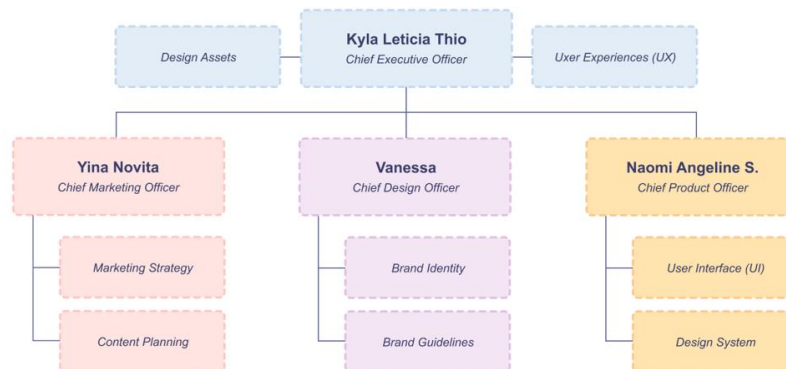 Kyla Leticia Thio
Chief Executive Officer
Design Assets
Uxer Experiences (UX)
Yina Novita
Chief Marketing Officer
Vanessa
Chief Design Officer
Naomi Angeline S.
Chief Product Officer
Marketing Strategy
Brand Identity
User Interface (UI)
Content Planning
Brand Guidelines
Design System